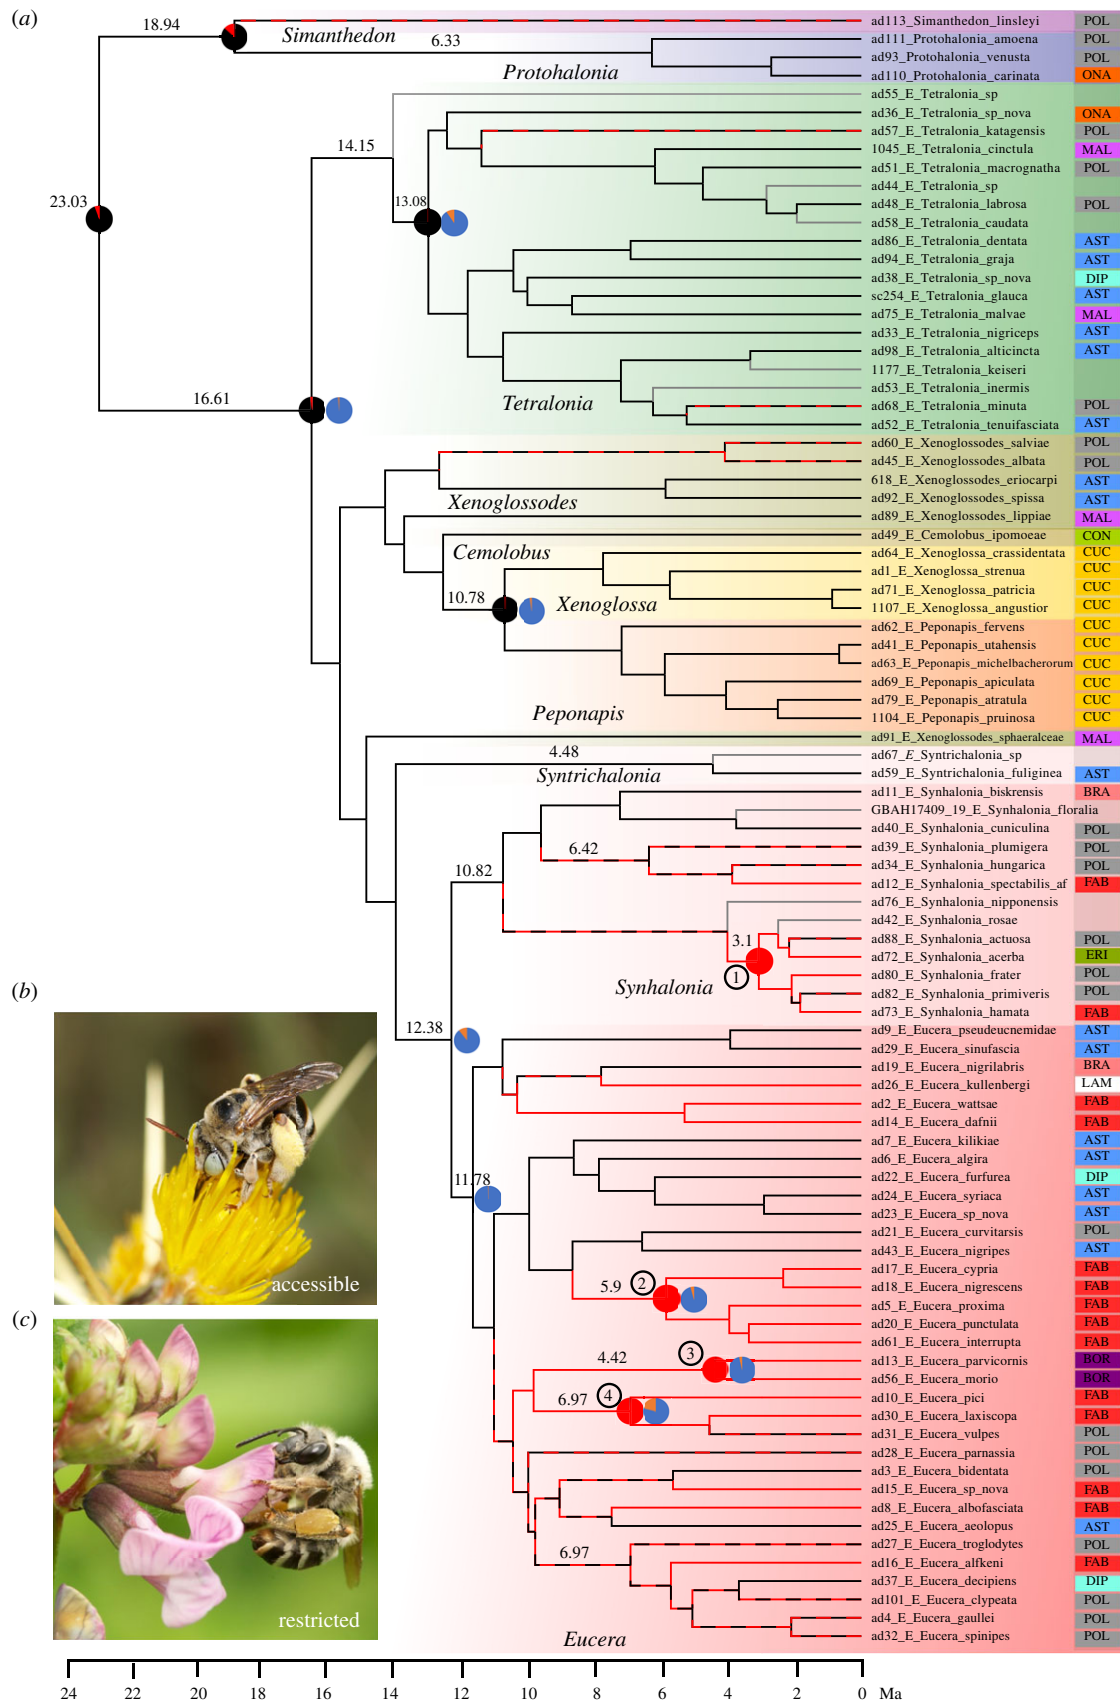 (a)
18.94
ad113_Simanthedon_linsleyi POL
Simanthedon
6.33
ad111_Protohalonia_amoena POL
ad93_Protohalonia_venusta POL
Protohalonia
ad110_Protohalonia_carinata ONA
ad55_E_Tetralonia_sp
ad36_E_Tetralonia_sp_nova ONA
ad57_E_Tetralonia_katagensis POL
14.15
1045_E_Tetralonia_cinctula MAL
ad51_E_Tetralonia_macrognatha POL
ad44_E_Tetralonia_sp
23.03
13.08
ad48_E_Tetralonia_labrosa POL
ad58_E_Tetralonia_caudata
ad86_E_Tetralonia_dentata AST
ad94_E_Tetralonia_graja AST
ad38_E_Tetralonia_sp_nova DIP
sc254_E_Tetralonia_glauca AST
ad75_E_Tetralonia_malvae MAL
ad33_E_Tetralonia_nigriceps AST
ad98_E_Tetralonia_alticincta AST
1177_E_Tetralonia_keiseri
ad53_E_Tetralonia_inermis
16.61
Tetralonia
ad68_E_Tetralonia_minuta POL
ad52_E_Tetralonia_tenuifasciata AST
ad60_E_Xenoglossodes_salviae POL
ad45_E_Xenoglossodes_albata POL
618_E_Xenoglossodes_eriocarpi AST
Xenoglossodes
ad92_E_Xenoglossodes_spissa AST
ad89_E_Xenoglossodes_lippiae MAL
ad49_E_Cemolobus_ipomoeae CON
Cemolobus
ad64_E_Xenoglossa_crassidentata CUC
ad1_E_Xenoglossa_strenua CUC
ad71_E_Xenoglossa_patricia CUC
10.78
Xenoglossa
1107_E_Xenoglossa_angustior CUC
ad62_E_Peponapis_fervens CUC
ad41_E_Peponapis_utahensis CUC
ad63_E_Peponapis_michelbacherorum CUC
ad69_E_Peponapis_apiculata CUC
ad79_E_Peponapis_atratula CUC
Peponapis
1104_E_Peponapis_pruinosa CUC
ad91_E_Xenoglossodes_sphaeralceae MAL
4.48
ad67_E_Syntrichalonia_sp
Syntrichalonia
ad59_E_Syntrichalonia_fuliginea AST
ad11_E_Synhalonia_biskrensis BRA
GBAH17409_19_E_Synhalonia_floralia
ad40_E_Synhalonia_cuniculina POL
6.42
ad39_E_Synhalonia_plumigera POL
10.82
ad34_E_Synhalonia_hungarica POL
ad12_E_Synhalonia_spectabilis_af FAB
ad76_E_Synhalonia_nipponensis
ad42_E_Synhalonia_rosae
3.1
ad88_E_Synhalonia_actuosa POL
ad72_E_Synhalonia_acerba ERI
1
ad80_E_Synhalonia_frater POL
Synhalonia
ad82_E_Synhalonia_primiveris POL
ad73_E_Synhalonia_hamata FAB
(b)
12.38
ad9_E_Eucera_pseudeucnemidae AST
ad29_E_Eucera_sinufascia AST
ad19_E_Eucera_nigrilabris BRA
ad26_E_Eucera_kullenbergi LAM
ad2_E_Eucera_wattsae FAB
ad14_E_Eucera_dafnii FAB
ad7_E_Eucera_kilikiae AST
ad6_E_Eucera_algira AST
11.78
ad22_E_Eucera_furfurea DIP
ad24_E_Eucera_syriaca AST
ad23_E_Eucera_sp_nova AST
ad21_E_Eucera_curvitarsis POL
ad43_E_Eucera_nigripes AST
accessible
5.9
2
ad17_E_Eucera_cypria FAB
ad18_E_Eucera_nigrescens FAB
ad5_E_Eucera_proxima FAB
(c)
ad20_E_Eucera_punctulata FAB
ad61_E_Eucera_interrupta FAB
4.42
3
ad13_E_Eucera_parvicornis BOR
ad56_E_Eucera_morio BOR
6.97
4
ad10_E_Eucera_pici FAB
ad30_E_Eucera_laxiscopa FAB
ad31_E_Eucera_vulpes POL
ad28_E_Eucera_parnassia POL
ad3_E_Eucera_bidentata POL
ad15_E_Eucera_sp_nova FAB
ad8_E_Eucera_albofasciata FAB
ad25_E_Eucera_aeolopus AST
6.97
ad27_E_Eucera_troglodytes POL
ad16_E_Eucera_alfkeni FAB
ad37_E_Eucera_decipiens DIP
ad101_E_Eucera_clypeata POL
restricted
ad4_E_Eucera_gaullei POL
Eucera
ad32_E_Eucera_spinipes POL
24 22 20 18 16 14 12 10 8 6 4 2 0 Ma